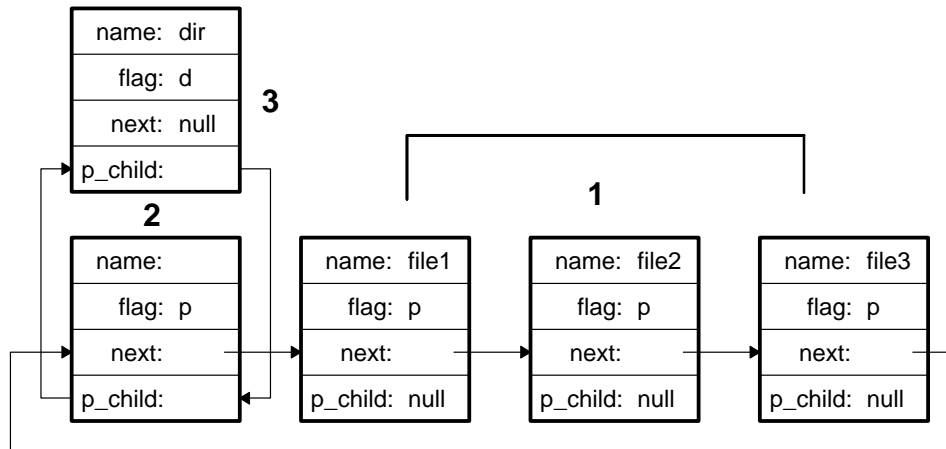 name: dir
flag: d
3
next: null
p_child:
1
2
name:
flag: p
next:
p_child:
name: file1
flag: p
next:
p_child: null
name: file2
flag: p
next:
p_child: null
name: file3
flag: p
next:
p_child: null